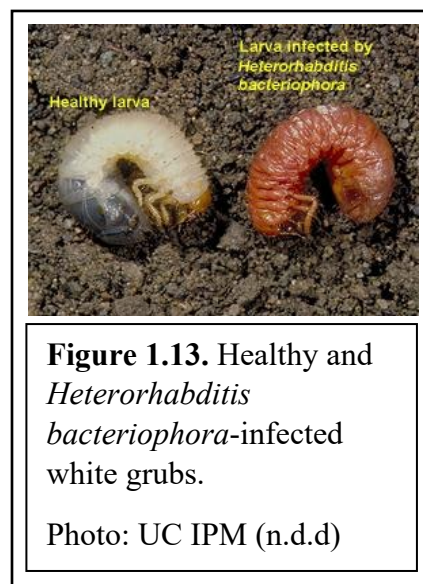 Healthy larva
Larva infected by
Heterorhabditis
bacteriophora
Figure 1.13. Healthy and
Heterorhabditis
bacteriophora-infected
white grubs.
Photo: UC IPM (n.d.d)